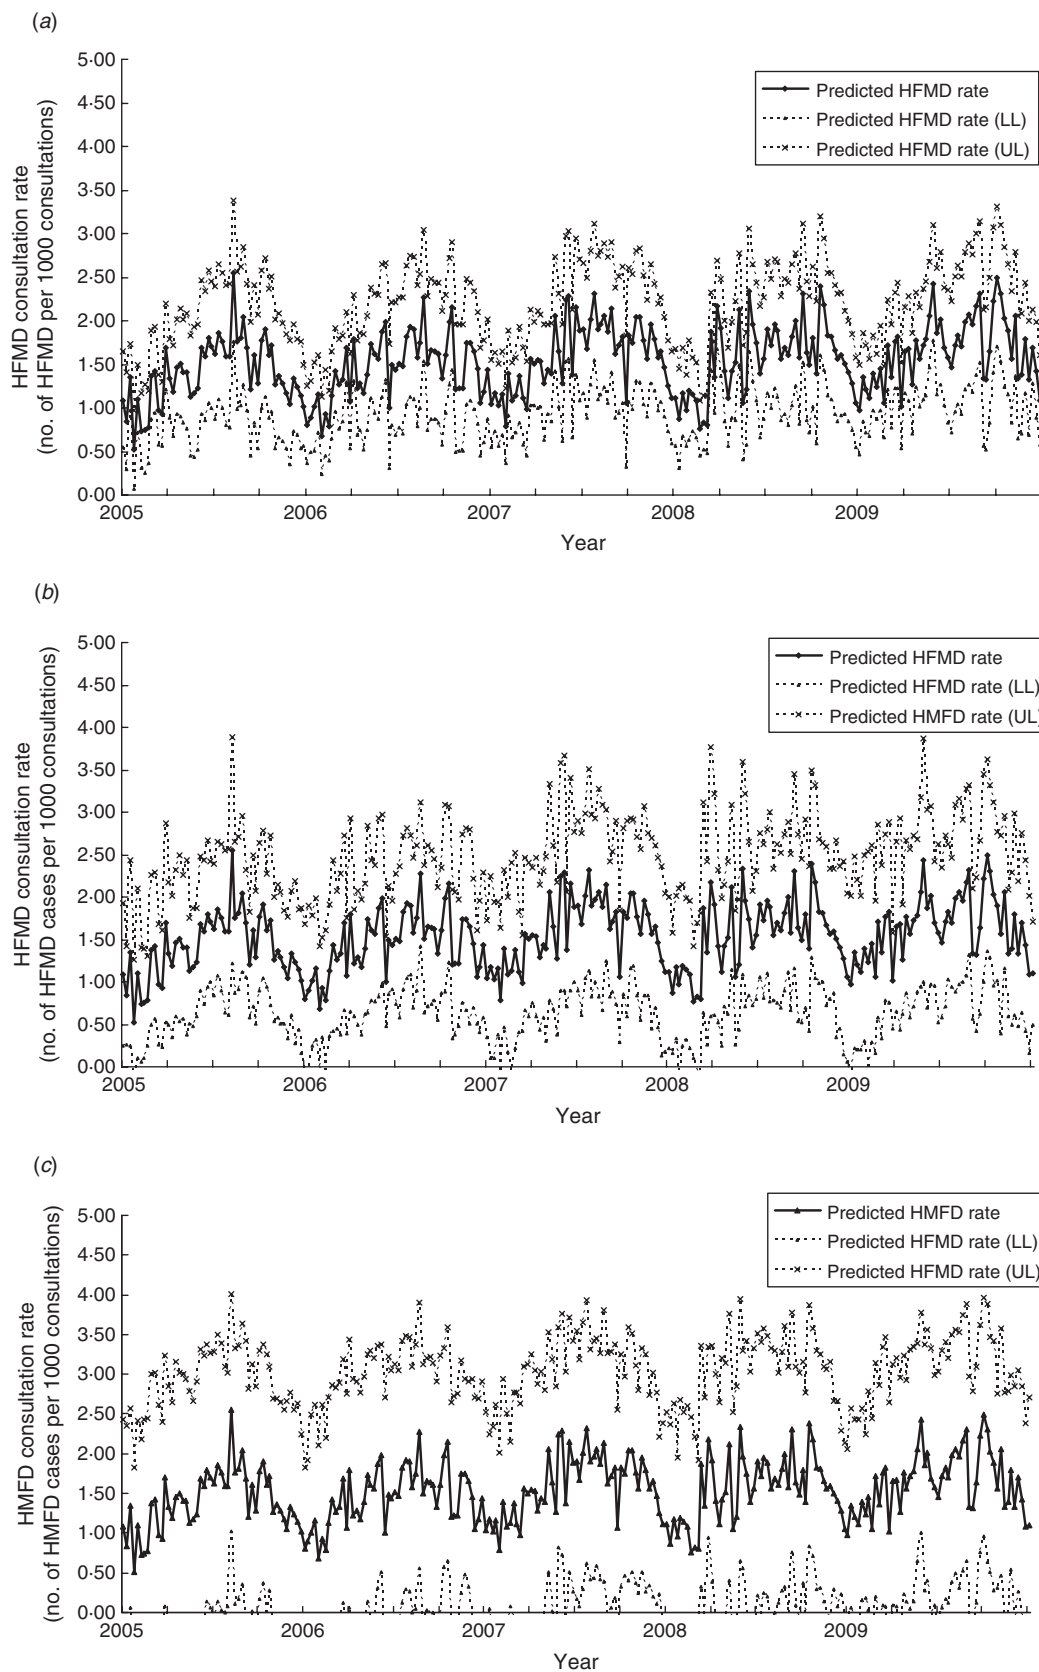 (a)
HFMD consultation rate
(no. of HFMD per 1000 consultations)
5·00
4·50
4·00
3·50
3·00
2·50
2·00
1·50
1·00
0·50
0·00
Predicted HFMD rate
Predicted HFMD rate (LL)
Predicted HFMD rate (UL)
2005 2006 2007 2008 2009
Year
(b)
HFMD consultation rate
(no. of HFMD cases per 1000 consultations)
5·00
4·50
4·00
3·50
3·00
2·50
2·00
1·50
1·00
0·50
0·00
Predicted HFMD rate
Predicted HFMD rate (LL)
Predicted HMFD rate (UL)
2005 2006 2007 2008 2009
Year
(c)
HMFD consultation rate
(no. of HMFD cases per 1000 consultations)
5·00
4·50
4·00
3·50
3·00
2·50
2·00
1·50
1·00
0·50
0·00
Predicted HMFD rate
Predicted HFMD rate (LL)
Predicted HFMD rate (UL)
2005 2006 2007 2008 2009
Year